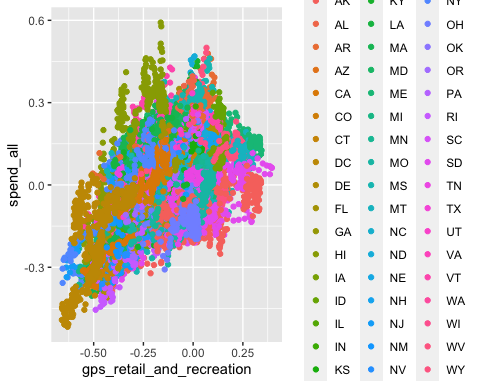 0.6
0.3
0.0
-0.3
spend_all
-0.50
-0.25
0.00
0.25
gps_retail_and_recreation
AK
AL
AR
AZ
CA
CO
CT
DC
DE
FL
GA
HI
IA
ID
IL
IN
KS
KY
LA
MA
MD
ME
MI
MN
MO
MS
MT
NC
ND
NE
NH
NJ
NM
NV
NY
OH
OK
OR
PA
RI
SC
SD
TN
TX
UT
VA
VT
WA
WI
WV
WY